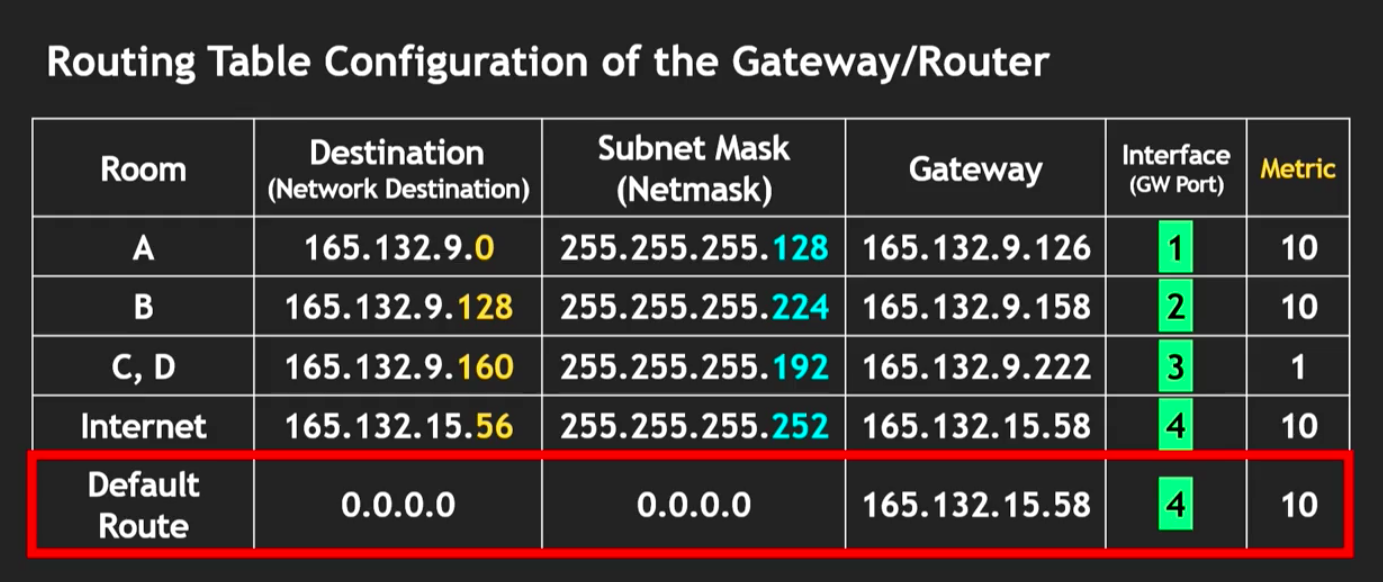 Routing Table Configuration of the Gateway/Router
Room Destination (Network Destination) Subnet Mask (Netmask) Gateway Interface (GW Port) Metric
A 165.132.9.0 255.255.255.128 165.132.9.126 1 10
B 165.132.9.128 255.255.255.224 165.132.9.158 2 10
C, D 165.132.9.160 255.255.255.192 165.132.9.222 3 1
Internet 165.132.15.56 255.255.255.252 165.132.15.58 4 10
Default Route 0.0.0.0 0.0.0.0 165.132.15.58 4 10